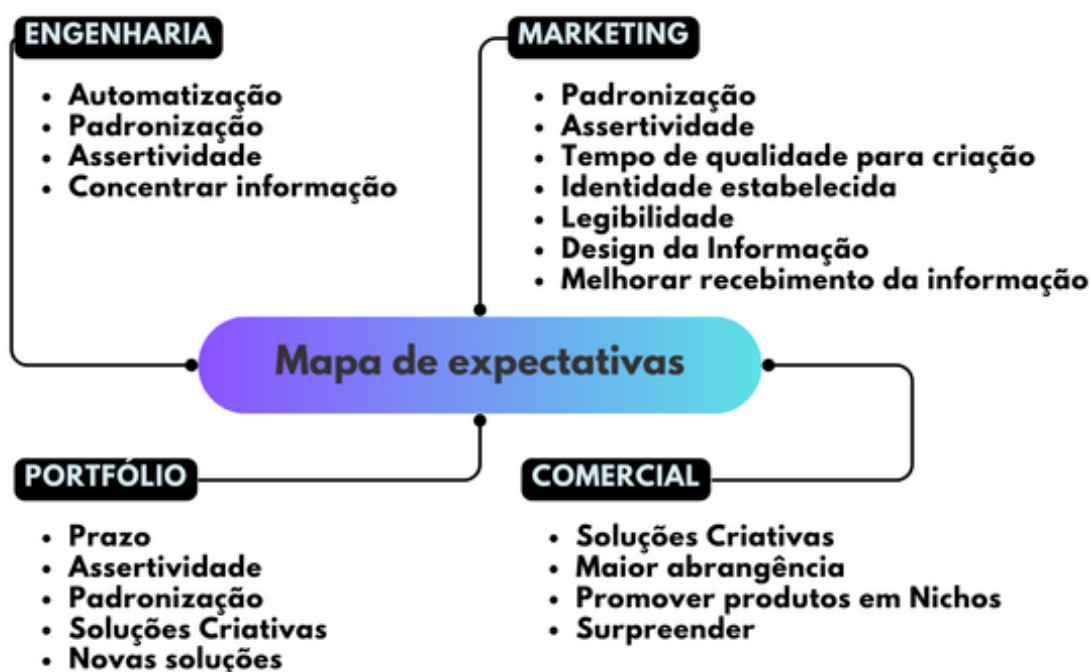 ENGENHARIA
• Automatização
• Padronização
• Assertividade
• Concentrar informação
MARKETING
• Padronização
• Assertividade
• Tempo de qualidade para criação
• Identidade estabelecida
• Legibilidade
• Design da Informação
• Melhorar recebimento da informação
Mapa de expectativas
PORTFÓLIO
• Prazo
• Assertividade
• Padronização
• Soluções Criativas
• Novas soluções
COMERCIAL
• Soluções Criativas
• Maior abrangência
• Promover produtos em Nichos
• Surpreender